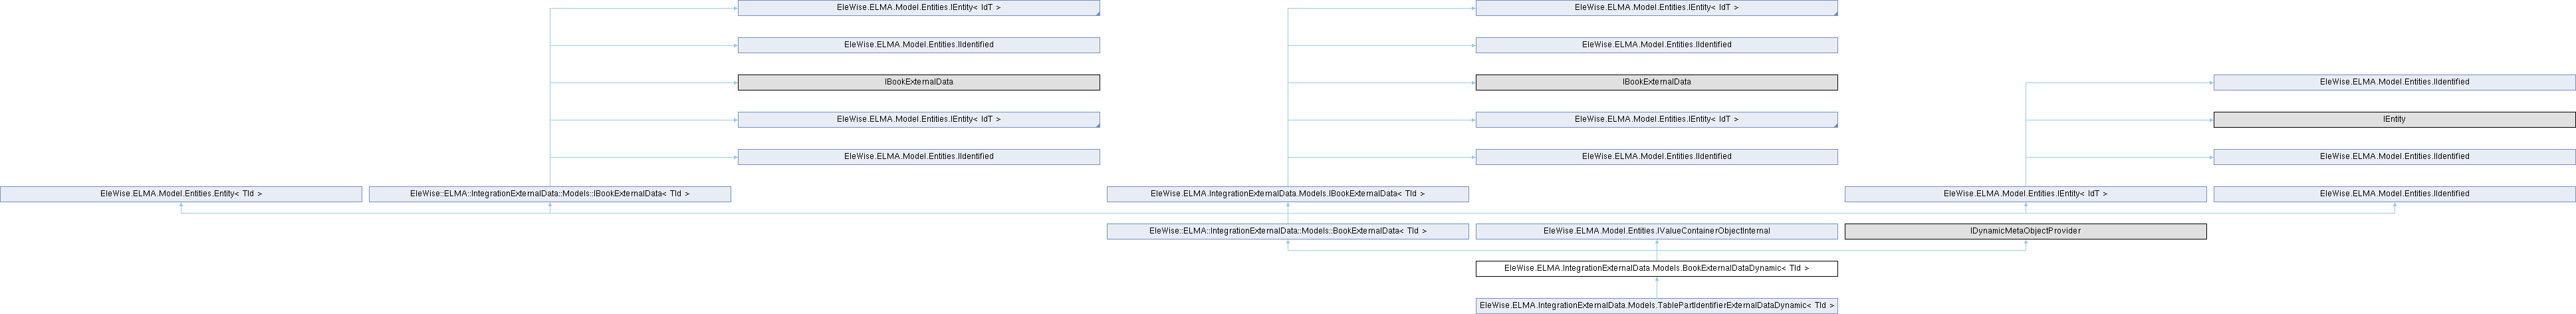 EleWise.ELMA.Model.Entities.IEntity< IdT >
EleWise.ELMA.Model.Entities.IEntity< IdT >
EleWise.ELMA.Model.Entities.IIdentified
EleWise.ELMA.Model.Entities.IIdentified
IBookExternalData
IBookExternalData
EleWise.ELMA.Model.Entities.IIdentified
EleWise.ELMA.Model.Entities.IEntity< IdT >
EleWise.ELMA.Model.Entities.IEntity< IdT >
IEntity
EleWise.ELMA.Model.Entities.IIdentified
EleWise.ELMA.Model.Entities.IIdentified
EleWise.ELMA.Model.Entities.IIdentified
EleWise.ELMA.Model.Entities.Entity< TId >
EleWise::ELMA::IntegrationExternalData::Models::IBookExternalData< TId >
EleWise.ELMA.IntegrationExternalData.Models.IBookExternalData< TId >
EleWise.ELMA.Model.Entities.IEntity< IdT >
EleWise.ELMA.Model.Entities.IIdentified
EleWise::ELMA::IntegrationExternalData::Models::BookExternalData< TId >
EleWise.ELMA.Model.Entities.IValueContainerObjectInternal
IDynamicMetaObjectProvider
EleWise.ELMA.IntegrationExternalData.Models.BookExternalDataDynamic< TId >
EleWise.ELMA.IntegrationExternalData.Models.TablePartIdentifierExternalDataDynamic< TId >